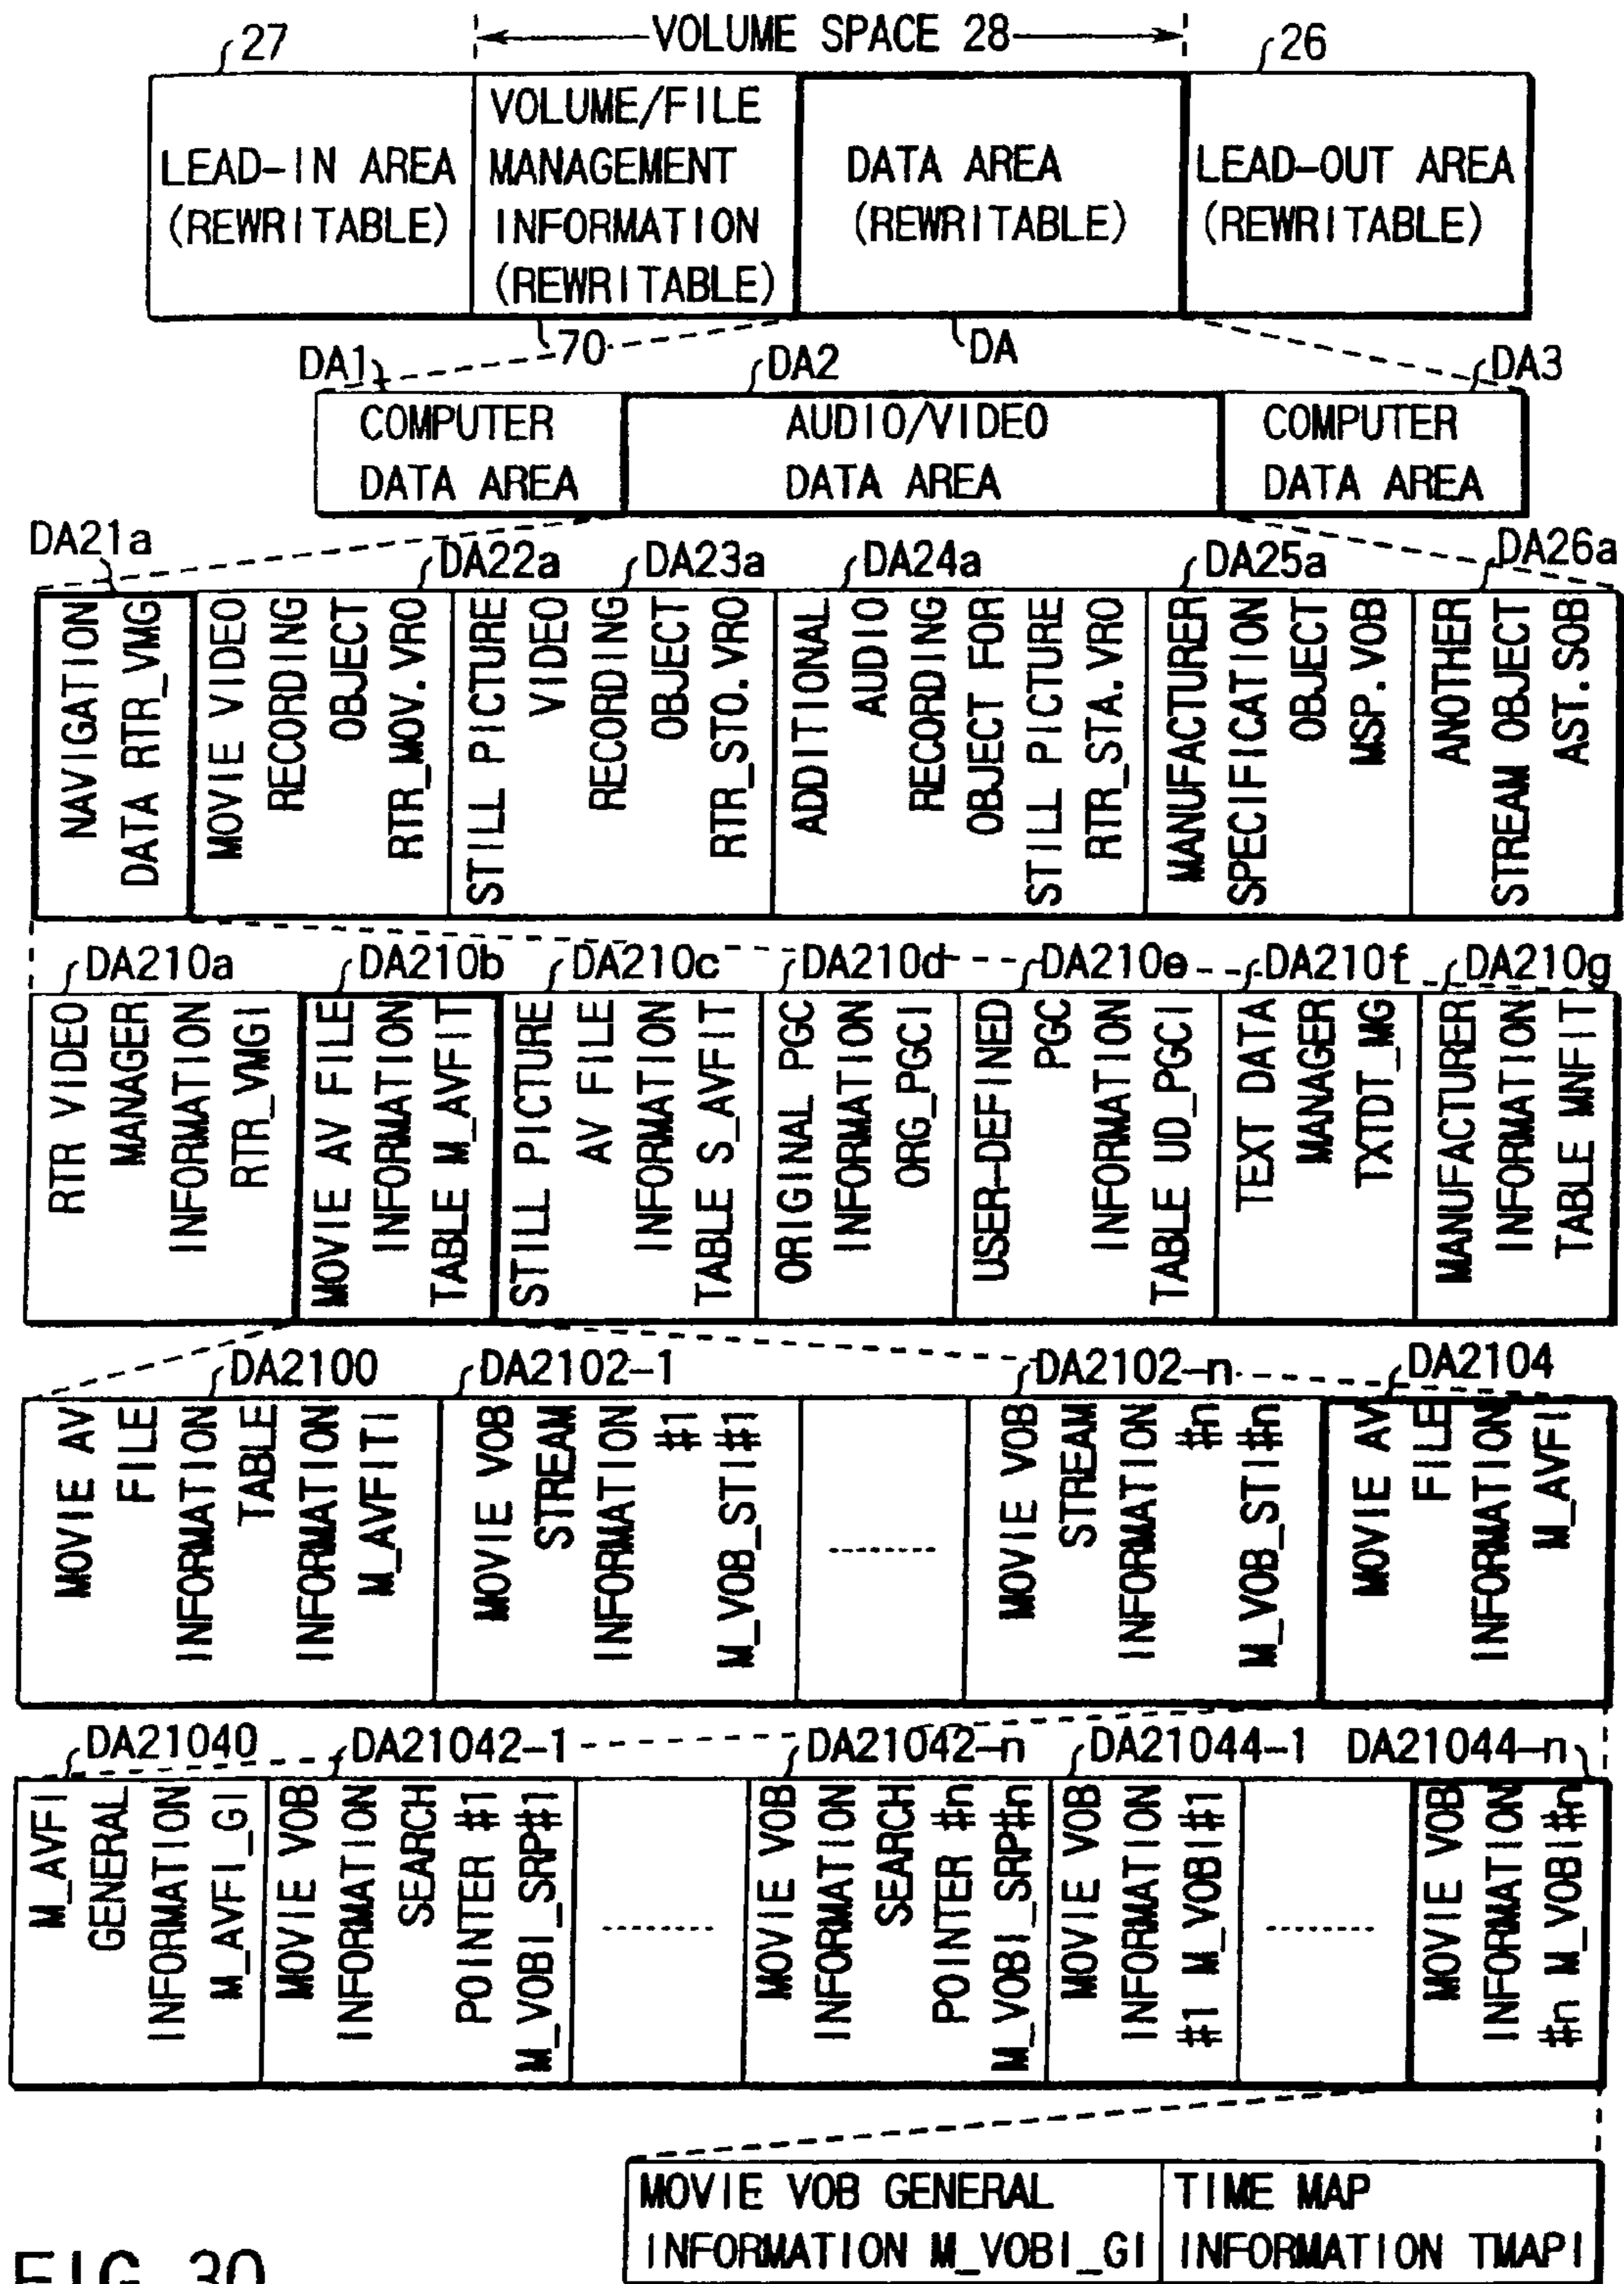 VOLUME SPACE 28
27
26
LEAD-IN AREA
(REWRITABLE)
VOLUME/FILE
MANAGEMENT
INFORMATION
(REWRITABLE)
DATA AREA
(REWRITABLE)
LEAD-OUT AREA
(REWRITABLE)
70
DA
DA1
DA2
DA3
COMPUTER
DATA AREA
AUDIO/VIDEO
DATA AREA
COMPUTER
DATA AREA
DA21a
DA22a
DA23a
DA24a
DA25a
DA26a
NAVIGATION
DATA RTR_VMG
MOVIE VIDEO
RECORDING
OBJECT
RTR_MOV.VRO
STILL PICTURE
VIDEO
RECORDING
OBJECT
RTR_STO.VRO
ADDITIONAL
AUDIO
RECORDING
OBJECT FOR
STILL PICTURE
RTR_STA.VRO
MANUFACTURER
SPECIFICATION
OBJECT
MSP.VOB
ANOTHER
STREAM OBJECT
AST.SOB
DA210a
DA210b
DA210c
DA210d
DA210e
DA210f
DA210g
RTR VIDEO
MANAGER
INFORMATION
RTR_VMGI
MOVIE AV FILE
INFORMATION
TABLE M_AVFIT
STILL PICTURE
AV FILE
INFORMATION
TABLE S_AVFIT
ORIGINAL PGC
INFORMATION
ORG_PGCI
USER-DEFINED
PGC
INFORMATION
TABLE UD_PGCI
TEXT DATA
MANAGER
TXTDT_MG
MANUFACTURER
INFORMATION
TABLE MNFIT
DA2100
DA2102-1
DA2102-n
DA2104
MOVIE AV
FILE
INFORMATION
TABLE
INFORMATION
M_AVFITI
MOVIE VOB
STREAM
INFORMATION
#1
M_VOB_STI#1
MOVIE VOB
STREAM
INFORMATION
#n
M_VOB_STI#n
MOVIE AV
FILE
INFORMATION
M_AVFI
DA21040
DA21042-1
DA21042-n
DA21044-1
DA21044-n
M_AVFI
GENERAL
INFORMATION
M_AVFI_GI
MOVIE VOB
INFORMATION
SEARCH
POINTER #1
M_VOBI_SRP#1
MOVIE VOB
INFORMATION
SEARCH
POINTER #n
M_VOBI_SRP#n
MOVIE VOB
INFORMATION
#1 M_VOBI#1
MOVIE VOB
INFORMATION
#n M_VOBI#n
MOVIE VOB GENERAL
INFORMATION M_VOBI_GI
TIME MAP
INFORMATION TMAPI
FIG. 30